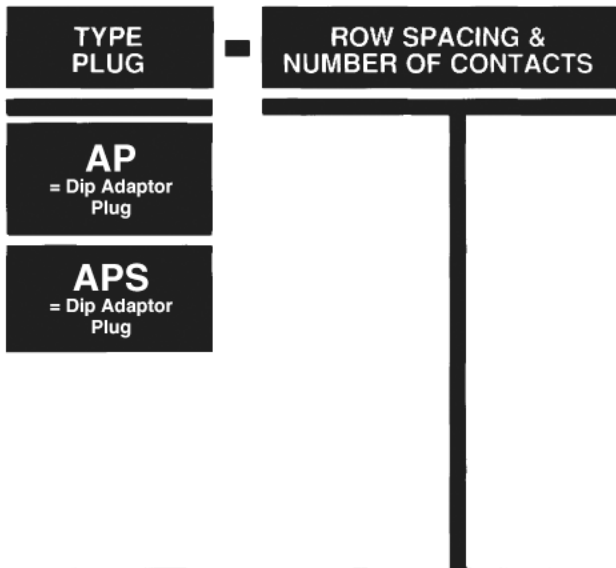 TYPE
PLUG
-
ROW SPACING &
NUMBER OF CONTACTS
AP
= Dip Adaptor
Plug
APS
= Dip Adaptor
Plug